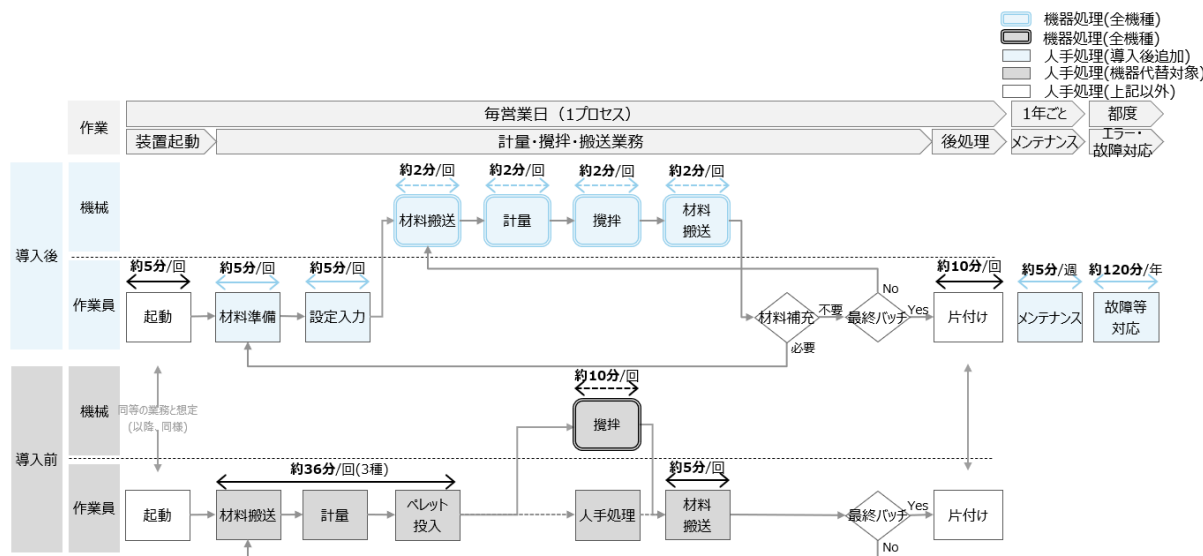 機器処理(全機種)
機器処理(全機種)
人手処理(導入後追加)
人手処理(機器代替対象)
人手処理(上記以外)
作業
毎営業日（1プロセス）
1年ごと
都度
装置起動
計量・攪拌・搬送業務
後処理
メンテナンス
エラー・
故障対応
導入後
機械
約2分/回
約2分/回
約2分/回
約2分/回
材料搬送
計量
攪拌
材料
搬送
作業員
約5分/回
約5分/回
約5分/回
No
約10分/回
約5分/週
約120分/年
起動
材料準備
設定入力
材料補充
不要
最終バッチ
Yes
片付け
メンテナンス
故障等
対応
必要
導入前
機械
同等の業務と想定
(以降、同様)
約10分/回
攪拌
作業員
約36分/回(3種)
約5分/回
起動
材料搬送
計量
ペレット
投入
人手処理
材料
搬送
最終バッチ
Yes
片付け
No